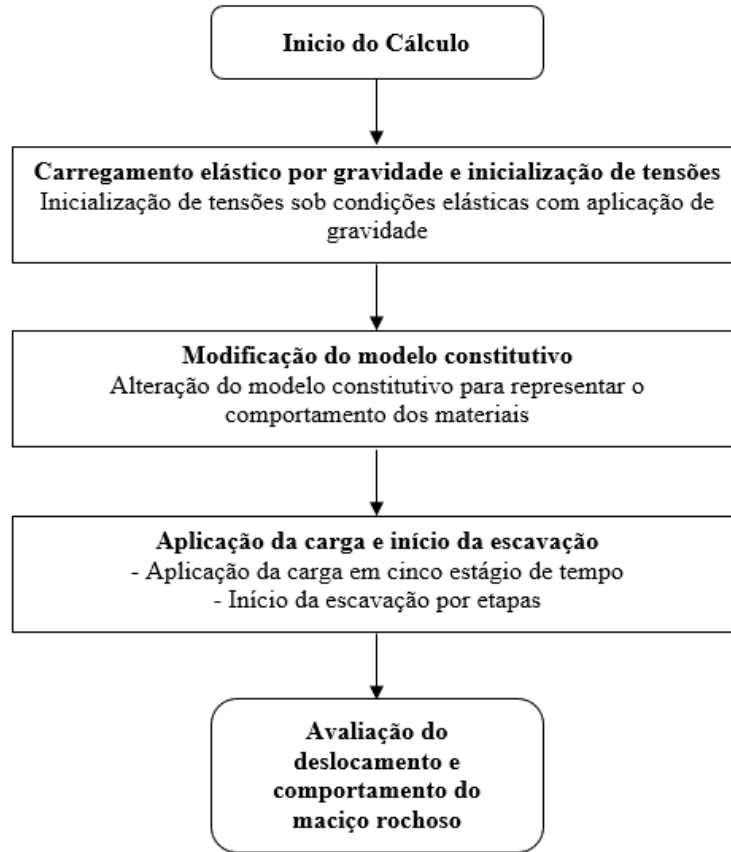 Inicio do Cálculo
Carregamento elástico por gravidade e inicialização de tensões
Inicialização de tensões sob condições elásticas com aplicação de
gravidade
Modificação do modelo constitutivo
Alteração do modelo constitutivo para representar o
comportamento dos materiais
Aplicação da carga e início da escavação
- Aplicação da carga em cinco estágio de tempo
- Início da escavação por etapas
Avaliação do
deslocamento e
comportamento do
maciço rochoso